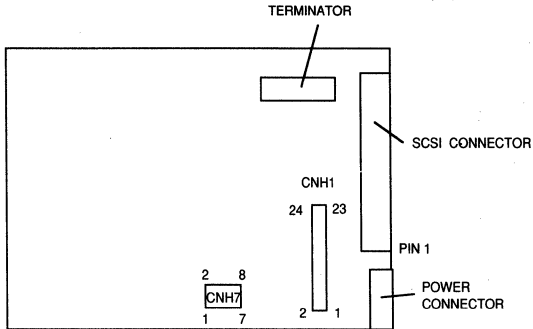 TERMINATOR
SCSI CONNECTOR
CNH1
24 23
PIN 1
2 8
CNH7
1 7
2 1
POWER
CONNECTOR